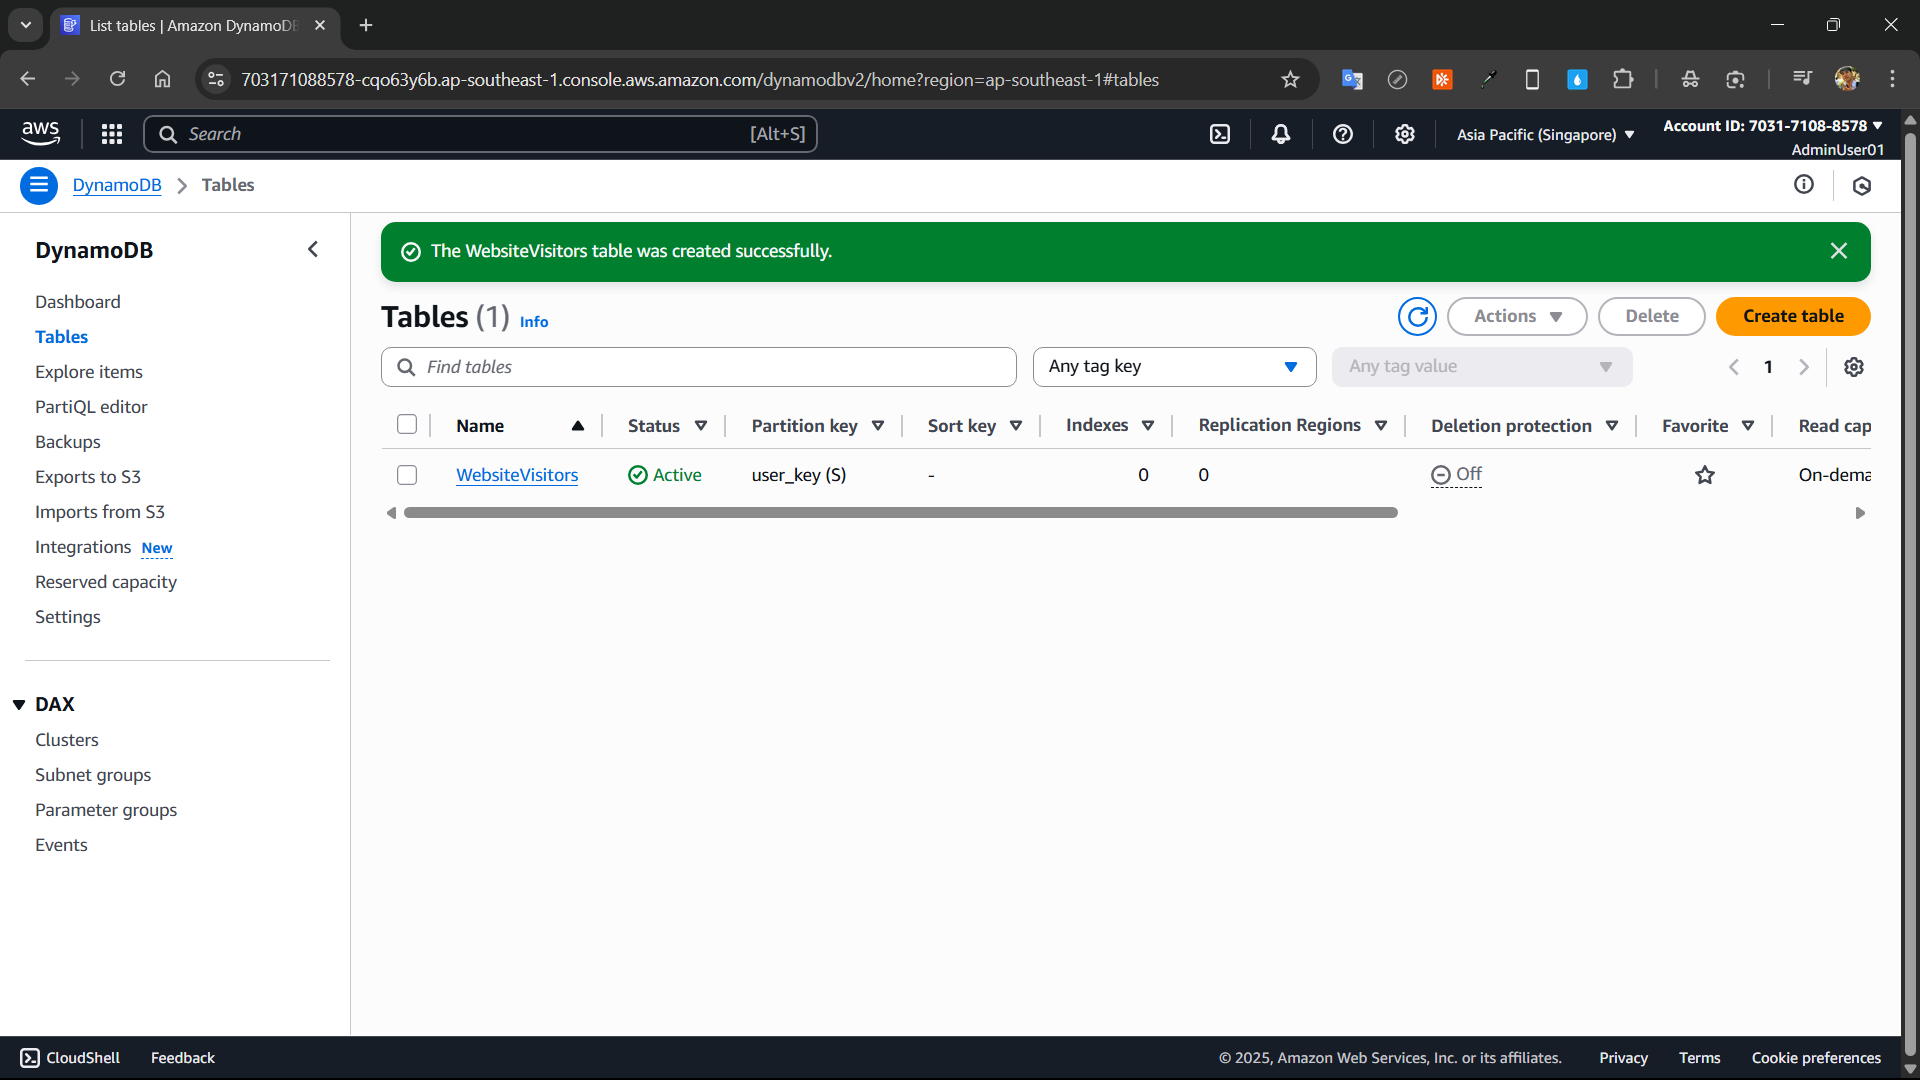 List tables | Amazon DynamoDB
703171088578-cqo63y6b.ap-southeast-1.console.aws.amazon.com/dynamodbv2/home?region=ap-southeast-1#tables
aws
Search
[Alt+S]
Asia Pacific (Singapore)
Account ID: 7031-7108-8578
AdminUser01
DynamoDB
Tables
DynamoDB
Dashboard
Tables
Explore items
PartiQL editor
Backups
Exports to S3
Imports from S3
Integrations New
Reserved capacity
Settings
DAX
Clusters
Subnet groups
Parameter groups
Events
The WebsiteVisitors table was created successfully.
Tables (1) Info
Actions
Delete
Create table
Find tables
Any tag key
Any tag value
1
Name Status Partition key Sort key Indexes Replication Regions Deletion protection Favorite Read cap
WebsiteVisitors Active user_key (S) - 0 0 Off On-dema
CloudShell
Feedback
© 2025, Amazon Web Services, Inc. or its affiliates.
Privacy
Terms
Cookie preferences